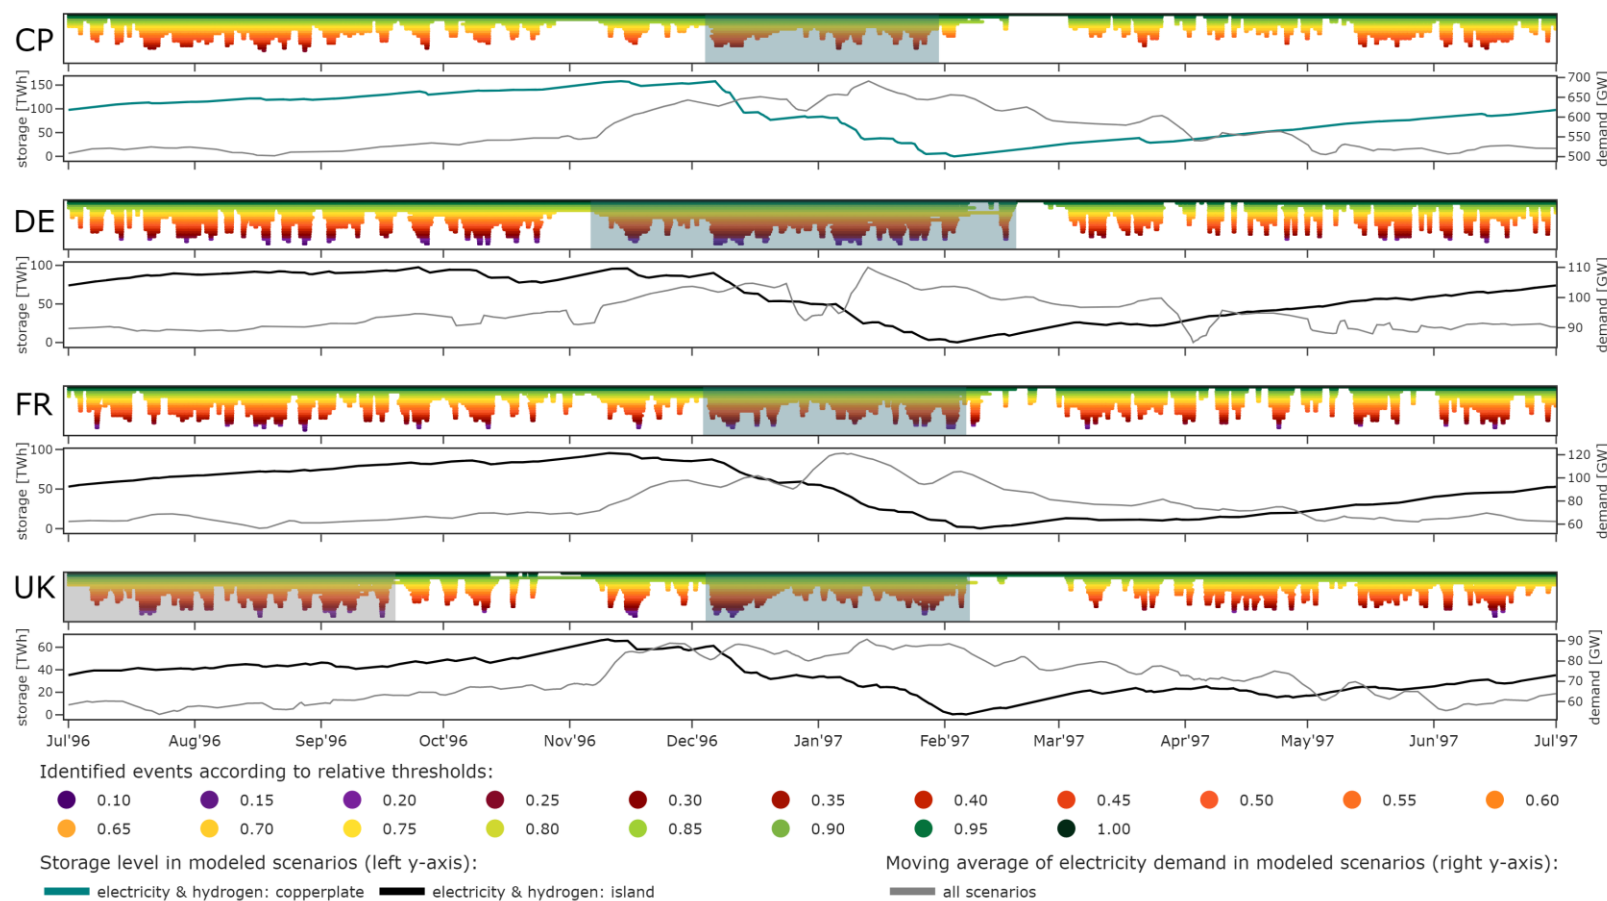 CP
storage [TWh]
150
100
50
0
700
650
600
550
500
demand [GW]
DE
storage [TWh]
100
50
0
110
100
90
demand [GW]
FR
storage [TWh]
100
50
0
120
100
80
60
demand [GW]
UK
storage [TWh]
60
40
20
0
90
80
70
60
demand [GW]
Jul'96 Aug'96 Sep'96 Oct'96 Nov'96 Dec'96 Jan'97 Feb'97 Mar'97 Apr'97 May'97 Jun'97 Jul'97
Identified events according to relative thresholds:
0.10 0.15 0.20 0.25 0.30 0.35 0.40 0.45 0.50 0.55 0.60
0.65 0.70 0.75 0.80 0.85 0.90 0.95 1.00
Storage level in modeled scenarios (left y-axis): Moving average of electricity demand in modeled scenarios (right y-axis):
electricity & hydrogen: copperplate electricity & hydrogen: island all scenarios